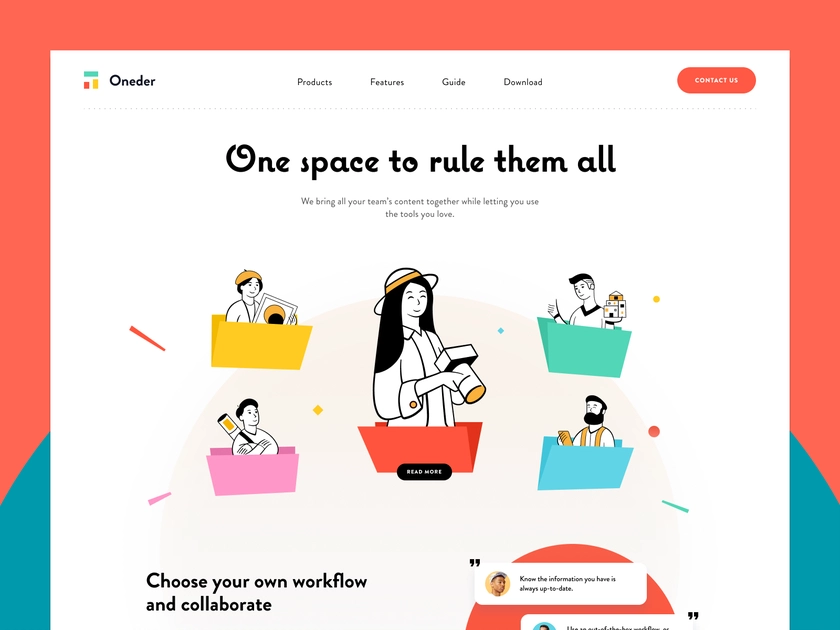 Oneder
Products
Features
Guide
Download
CONTACT US
One space to rule them all
We bring all your team's content together while letting you use
the tools you love.
READ MORE
Choose your own workflow
and collaborate
Know the information you have is
always up-to-date.
Use an out-of-the-box workflow, or